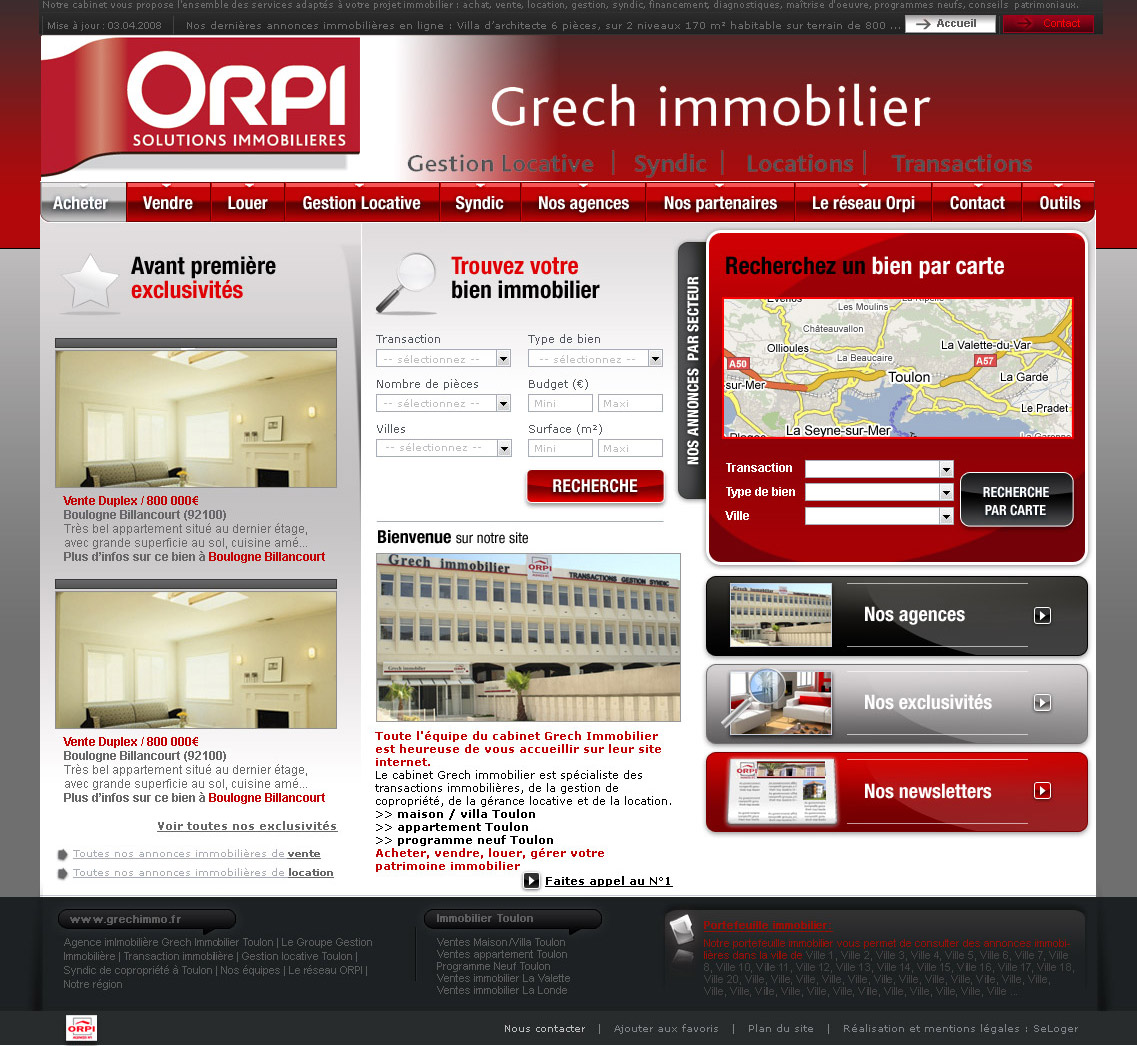 Notre cabinet vous propose l'ensemble des services adaptés à votre projet immobilier : achat, vente, location, gestion, syndic, financement, diagnostiques, maîtrise d'oeuvre, programmes neufs, conseils patrimoniaux.
Mise à jour : 03.04.2008
Nos dernières annonces immobilières en ligne : Villa d'architecte 6 pièces, sur 2 niveaux 170 m² habitable sur terrain de 800 ...
Accueil
Contact
ORPI
SOLUTIONS IMMOBILIERES
Grech immobilier
Gestion Locative | Syndic | Locations | Transactions
Acheter
Vendre
Louer
Gestion Locative
Syndic
Nos agences
Nos partenaires
Le réseau Orpi
Contact
Outils
Avant première
exclusivités
Vente Duplex / 800 000€
Boulogne Billancourt (92100)
Très bel appartement situé au dernier étage,
avec grande superficie au sol, cuisine amé...
Plus d'infos sur ce bien à Boulogne Billancourt
Vente Duplex / 800 000€
Boulogne Billancourt (92100)
Très bel appartement situé au dernier étage,
avec grande superficie au sol, cuisine amé...
Plus d'infos sur ce bien à Boulogne Billancourt
Voir toutes nos exclusivités
Toutes nos annonces immobilières de vente
Toutes nos annonces immobilières de location
Trouvez votre
bien immobilier
Transaction
-- sélectionnez --
Type de bien
-- sélectionnez --
Nombre de pièces
-- sélectionnez --
Budget (€)
Mini
Maxi
Villes
-- sélectionnez --
Surface (m²)
Mini
Maxi
RECHERCHE
Bienvenue sur notre site
Grech immobilier
ORPI
TRANSACTIONS GESTION SYNDIC
Grech immobilier
Toute l'équipe du cabinet Grech Immobilier
est heureuse de vous accueillir sur leur site
internet.
Le cabinet Grech immobilier est spécialiste des
transactions immobilières, de la gestion de
copropriété, de la gérance locative et de la location.
>> maison / villa Toulon
>> appartement Toulon
>> programme neuf Toulon
Acheter, vendre, louer, gérer votre
patrimoine immobilier
Faites appel au N°1
NOS ANNONCES PAR SECTEUR
Recherchez un bien par carte
Evenos
Les Moulins
La Ripelle
Châteauvallon
Ollioules
La Valette-du-Var
La Beaucaire
A50
A57
sur-Mer
Toulon
La Garde
Le Pradet
La Seyne-sur-Mer
La Garonne
Transaction
Type de bien
Ville
RECHERCHE
PAR CARTE
Nos agences
Nos exclusivités
ORPI
Nos newsletters
www.grechimmo.fr
Agence imlmobilière Grech Immobilier Toulon | Le Groupe Gestion
Immobilière | Transaction immobilière | Gestion locative Toulon |
Syndic de copropriété à Toulon | Nos équipes | Le réseau ORPI |
Notre région
Immobilier Toulon
Ventes Maison/Villa Toulon
Ventes appartement Toulon
Programme Neuf Toulon
Ventes immobilier La Valette
Ventes immobilier La Londe
Portefeuille immobilier:
Notre portefeuille immobilier vous permet de consulter des annonces immobi-
lières dans la ville de Ville 1, Ville 2, Ville 3, Ville 4, Ville 5, Ville 6, Ville 7, Ville
8, Ville 10, Ville 11, Ville 12, Ville 13, Ville 14, Ville 15, Ville 16, Ville 17, Ville 19,
Ville 20, Ville, Ville, Ville, Ville, Ville, Ville, Ville, Ville, Ville, Ville, Ville, Ville,
Ville, Ville, Ville, Ville, Ville, Ville, Ville, Ville, Ville, Ville, Ville, Ville ...
ORPI
Nous contacter | Ajouter aux favoris | Plan du site | Réalisation et mentions légales : SeLoger